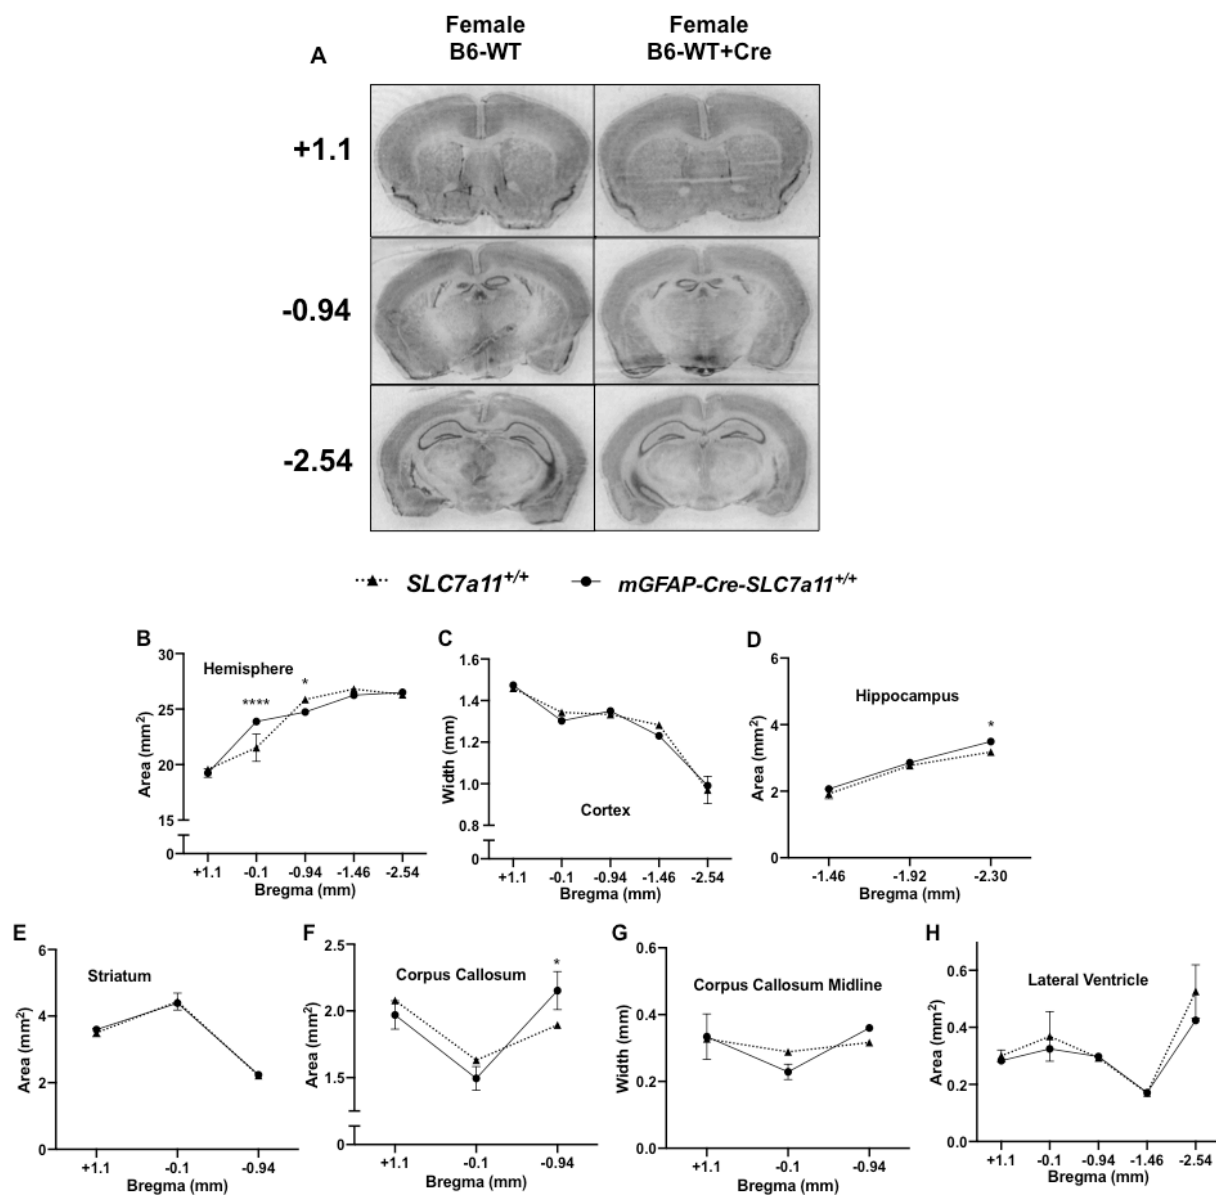 Female
B6-WT
Female
B6-WT+Cre
A
+1.1
-0.94
-2.54
SLC7a11+/+
mGFAP-Cre-SLC7a11+/+
B
Hemisphere
****
*
30
25
20
15
0
Area (mm2)
+1.1 -0.1 -0.94 -1.46 -2.54
Bregma (mm)
C
Cortex
1.6
1.4
1.2
1.0
0.8
0
Width (mm)
+1.1 -0.1 -0.94 -1.46 -2.54
Bregma (mm)
D
Hippocampus
*
6
4
2
0
Area (mm2)
-1.46 -1.92 -2.30
Bregma (mm)
E
Striatum
6
4
2
0
Area (mm2)
+1.1 -0.1 -0.94
Bregma (mm)
F
Corpus Callosum
*
2.5
2.0
1.5
0
Area (mm2)
+1.1 -0.1 -0.94
Bregma (mm)
G
Corpus Callosum Midline
0.6
0.4
0.2
0.0
Width (mm)
+1.1 -0.1 -0.94
Bregma (mm)
H
Lateral Ventricle
0.6
0.4
0.2
0.0
Area (mm2)
+1.1 -0.1 -0.94 -1.46 -2.54
Bregma (mm)